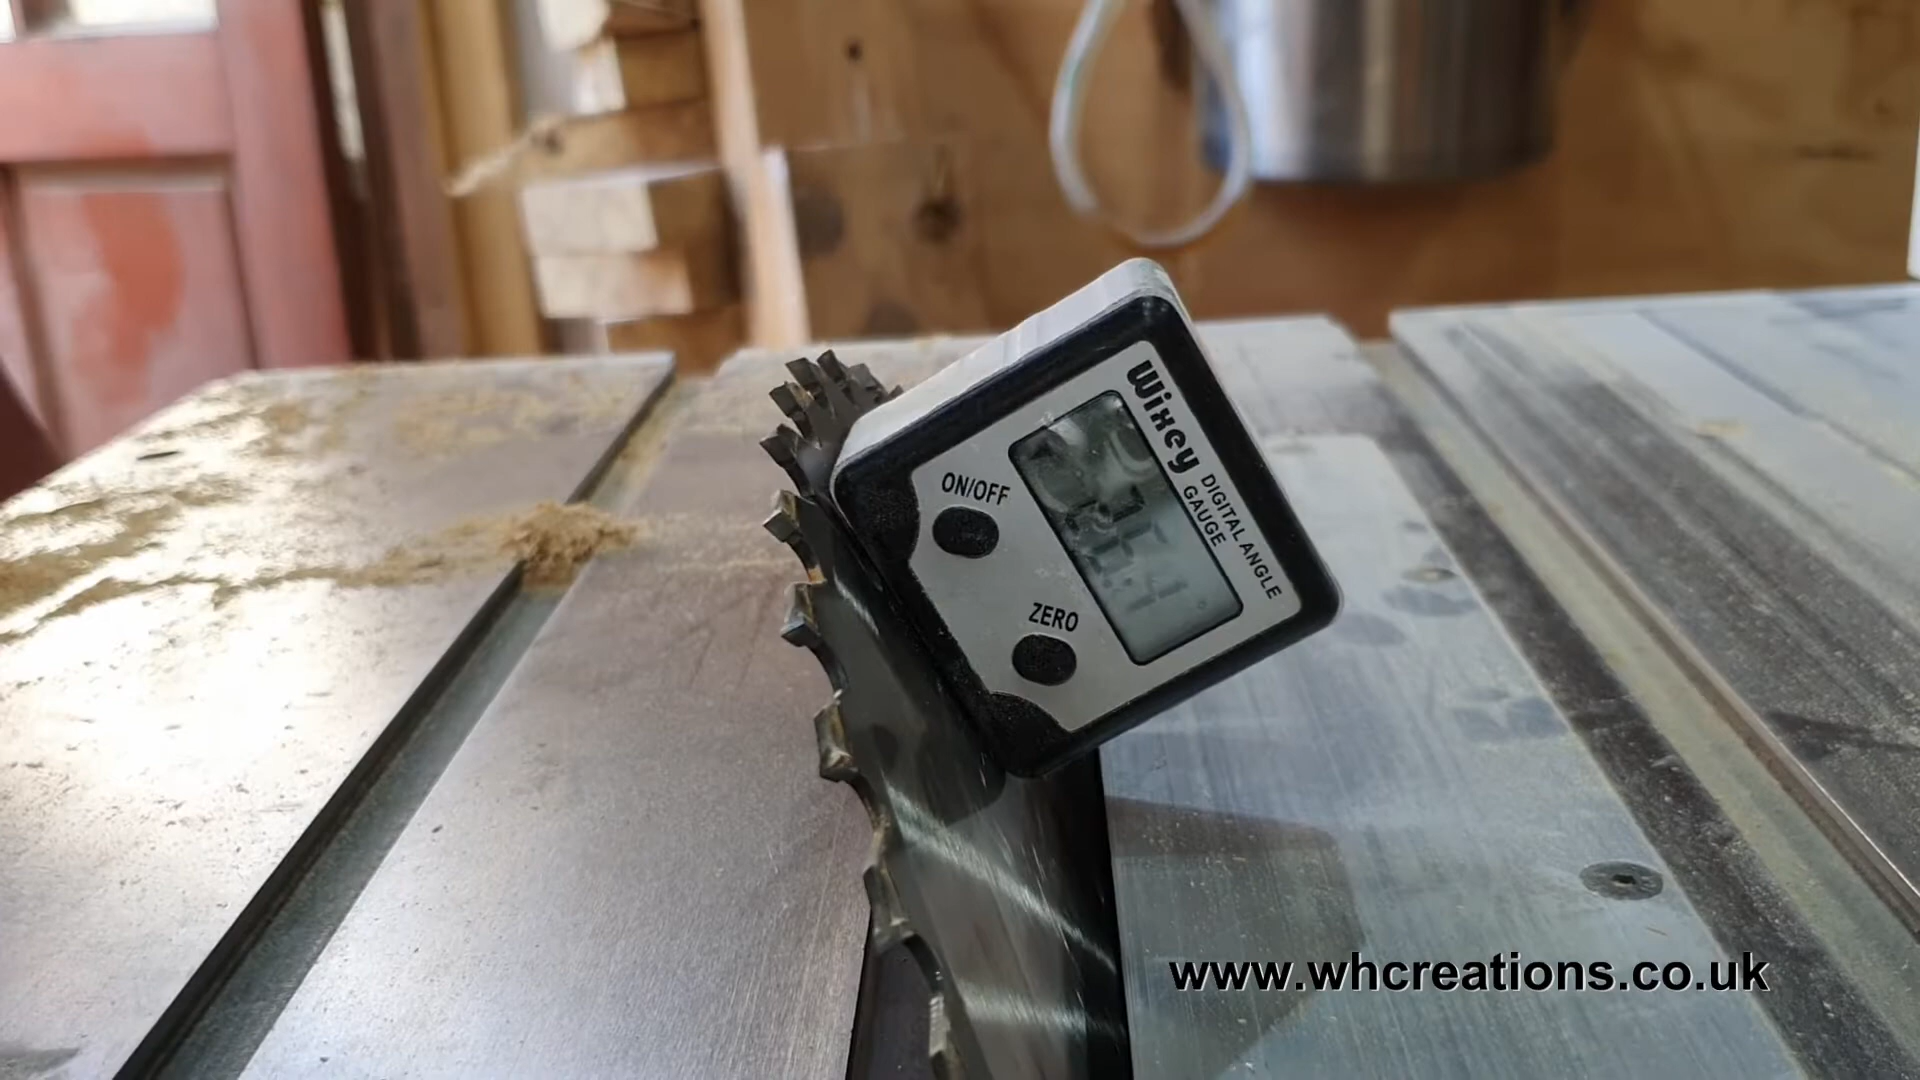 Wixey
DIGITAL ANGLE
GAUGE
ON/OFF
ZERO
www.whcreations.co.uk